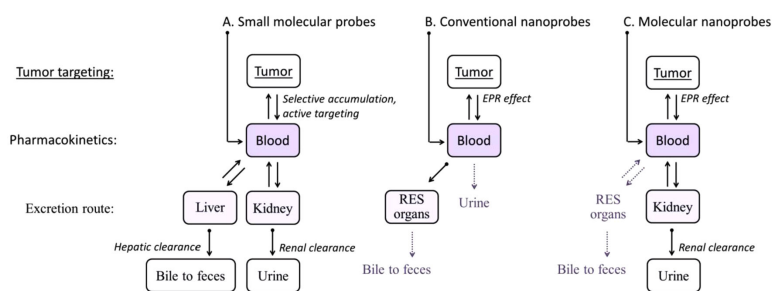 A. Small molecular probes
B. Conventional nanoprobes
C. Molecular nanoprobes
Tumor targeting:
Tumor
Tumor
Tumor
Selective accumulation,
active targeting
EPR effect
EPR effect
Pharmacokinetics:
Blood
Blood
Blood
Excretion route:
Liver
Kidney
RES
organs
Urine
RES
organs
Kidney
Hepatic clearance
Renal clearance
Renal clearance
Bile to feces
Urine
Bile to feces
Bile to feces
Urine